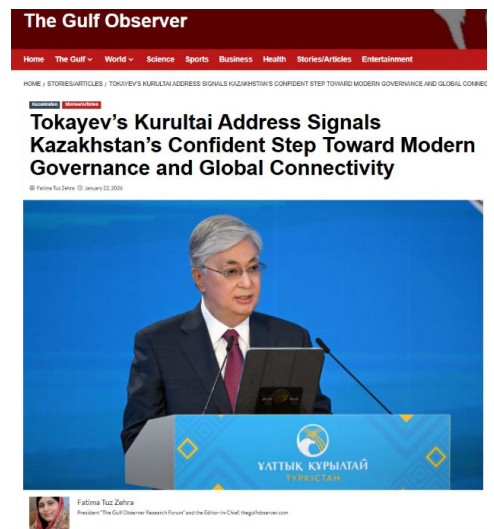 The Gulf Observer
Home The Gulf World Science Sports Business Health Stories/Articles Entertainment
HOME / STORIES/ARTICLES / TOKAYEV'S KURULTAI ADDRESS SIGNALS KAZAKHSTAN'S CONFIDENT STEP TOWARD MODERN GOVERNANCE AND GLOBAL CONNEC
Kazakhstan Stories/Articles
Tokayev's Kurultai Address Signals
Kazakhstan's Confident Step Toward Modern
Governance and Global Connectivity
Fatima Tuz Zehra January 22, 2026
ҰЛТТЫҚ ҚҰРЫЛТАЙ
ТҮРКІСТАН
Fatima Tuz Zehra
President "The Gulf Observer Research Forum" and the Editor-in-Chief, thegulfobserver.com